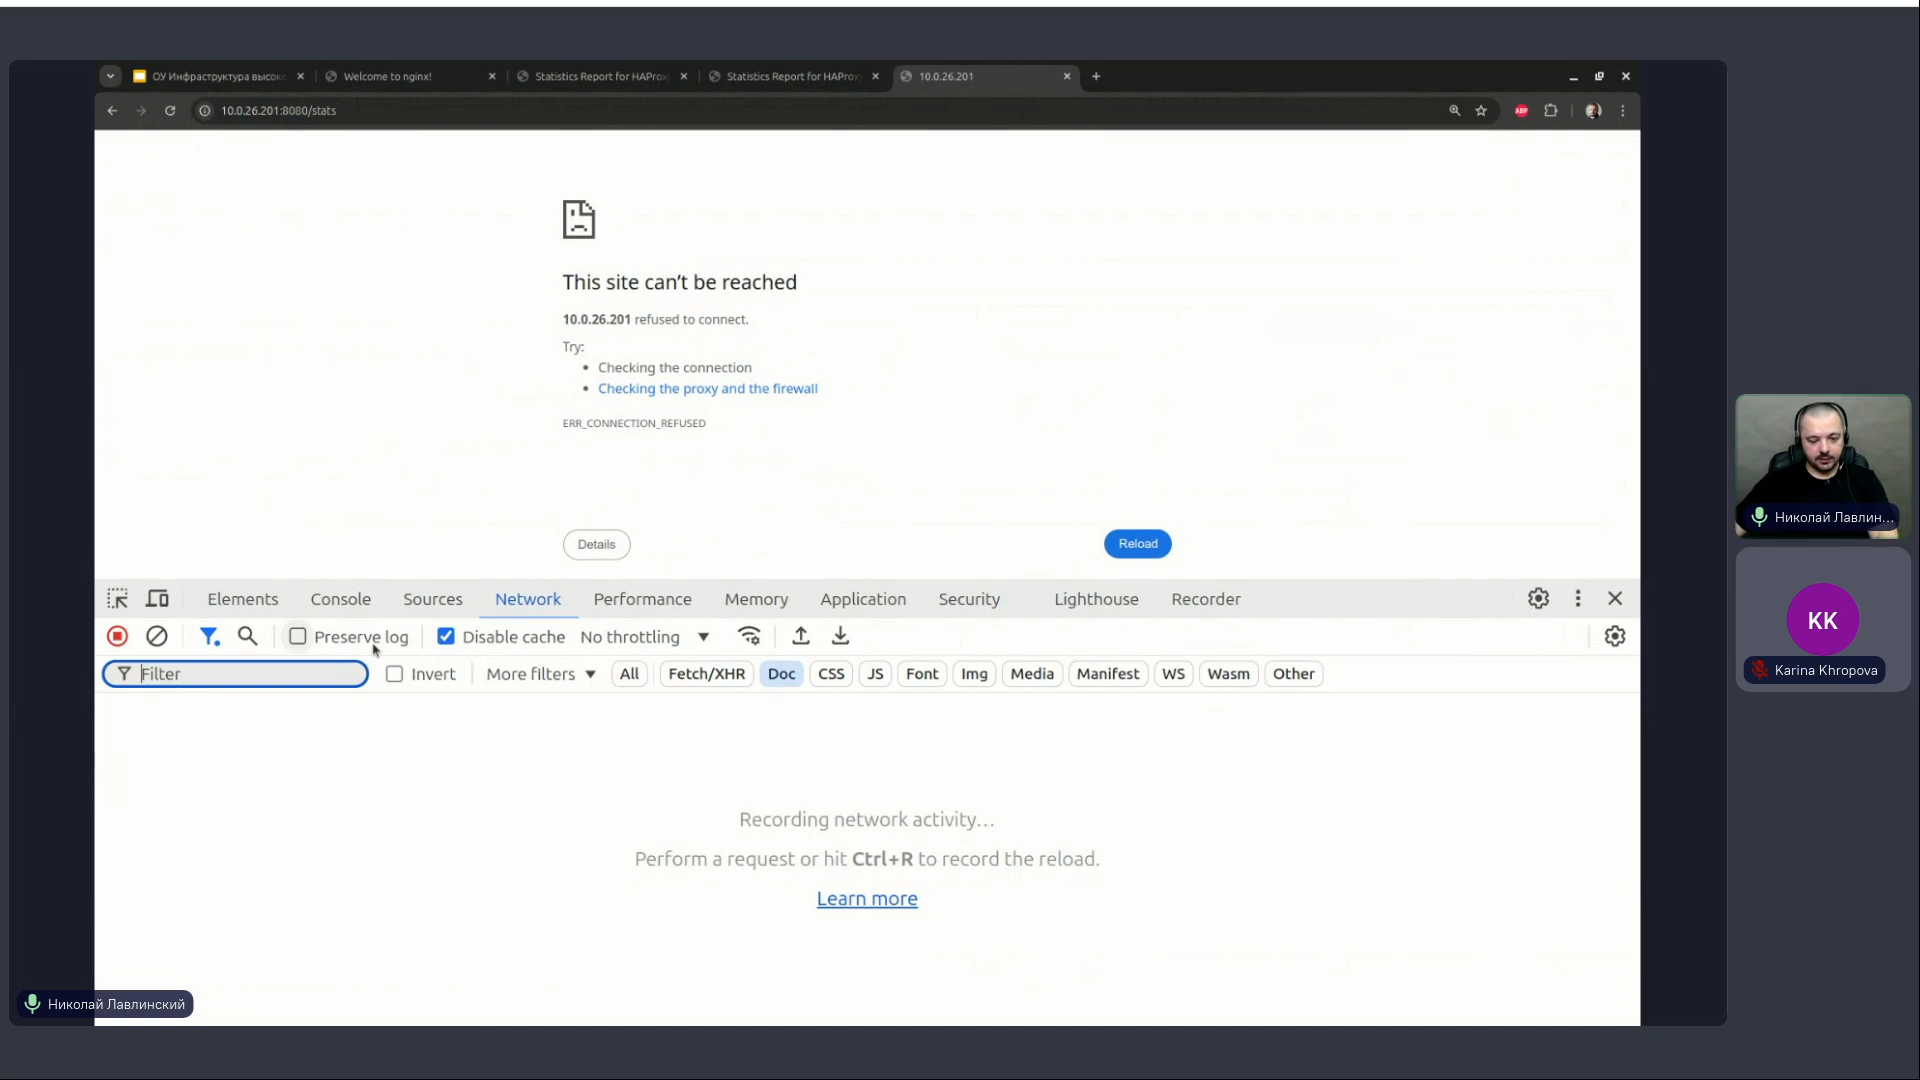 ОУ Инфраструктура высоко
Welcome to nginx!
Statistics Report for HAProx
Statistics Report for HAProx
10.0.26.201
10.0.26.201:8080/stats
ABP
This site can't be reached
10.0.26.201 refused to connect.
Try:
• Checking the connection
• Checking the proxy and the firewall
ERR_CONNECTION_REFUSED
Details
Reload
Elements
Console
Sources
Network
Performance
Memory
Application
Security
Lighthouse
Recorder
Preserve log
Disable cache
No throttling
Filter
Invert
More filters
All
Fetch/XHR
Doc
CSS
JS
Font
Img
Media
Manifest
WS
Wasm
Other
Recording network activity…
Perform a request or hit Ctrl+R to record the reload.
Learn more
Николай Лавлинский
Николай Лавлин...
KK
Karina Khropova